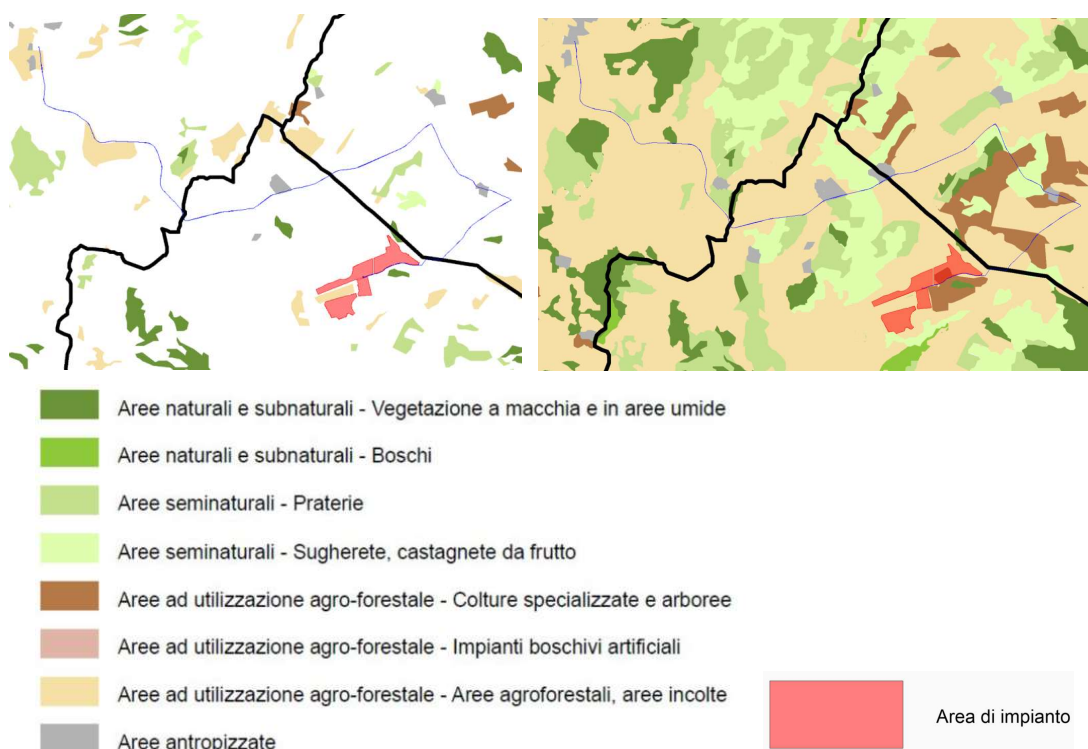 Aree naturali e subnaturali - Vegetazione a macchia e in aree umide
Aree naturali e subnaturali - Boschi
Aree seminaturali - Praterie
Aree seminaturali - Sugherete, castagnete da frutto
Aree ad utilizzazione agro-forestale - Colture specializzate e arboree
Aree ad utilizzazione agro-forestale - Impianti boschivi artificiali
Aree ad utilizzazione agro-forestale - Aree agroforestali, aree incolte
Aree antropizzate
Area di impianto